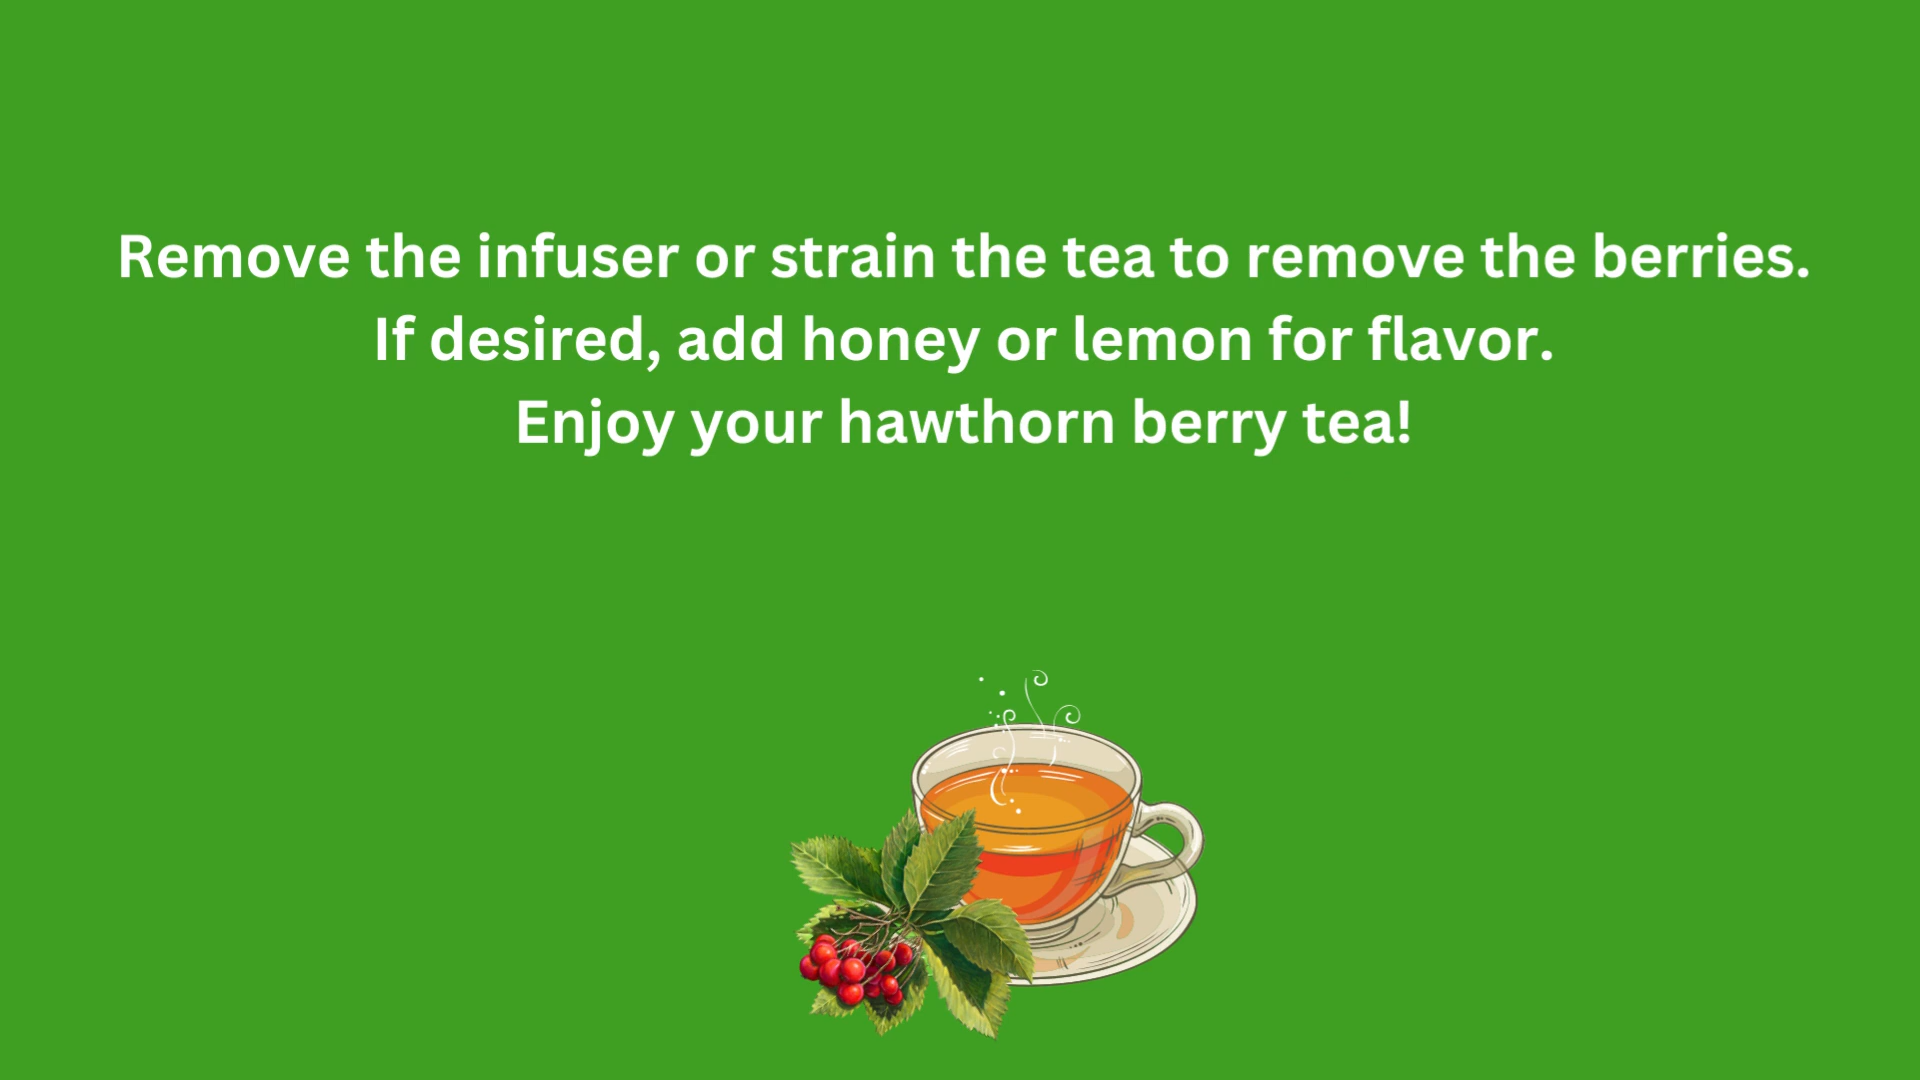 Remove the infuser or strain the tea to remove the berries.
If desired, add honey or lemon for flavor.
Enjoy your hawthorn berry tea!